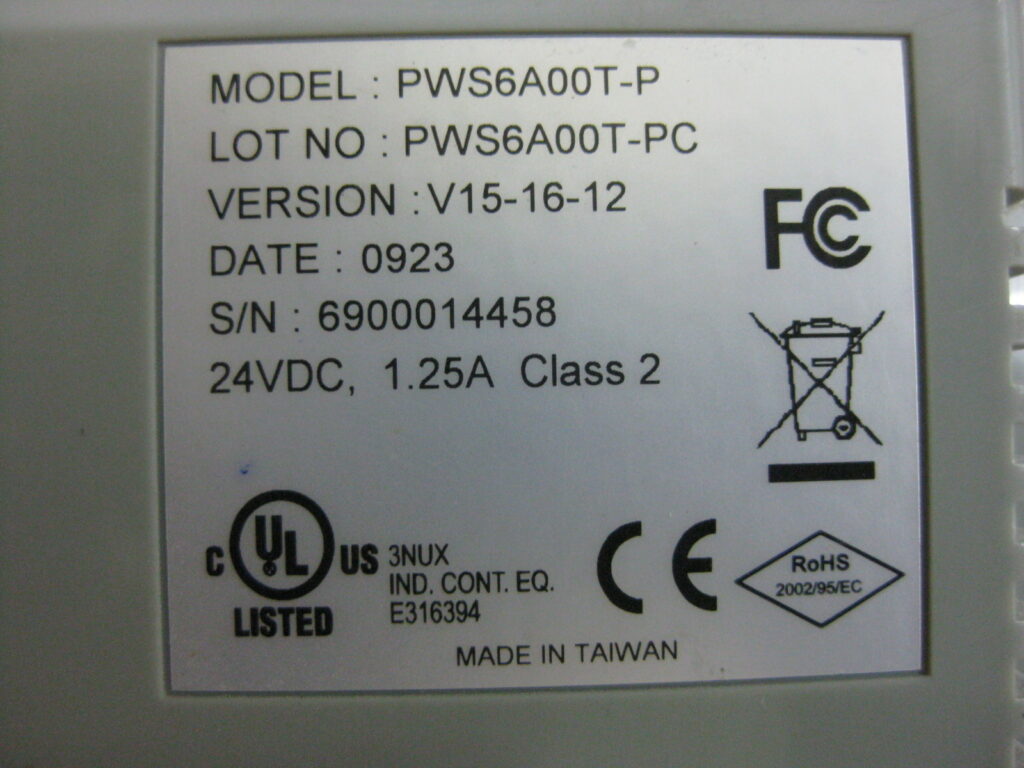 MODEL : PWS6A00T-P
LOT NO : PWS6A00T-PC
VERSION : V15-16-12
DATE : 0923
S/N : 6900014458
24VDC, 1.25A Class 2
FC
C UL US
LISTED
3NUX
IND. CONT. EQ.
E316394
CE
RoHS
2002/95/EC
MADE IN TAIWAN